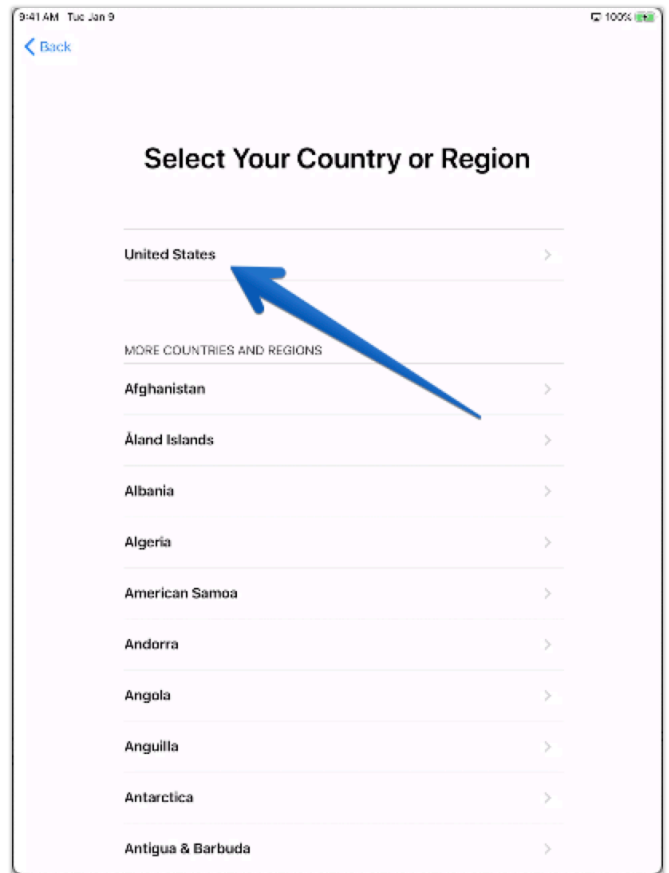 9:41 AM Tue Jan 9 100%
Back
Select Your Country or Region
United States
MORE COUNTRIES AND REGIONS
Afghanistan
Åland Islands
Albania
Algeria
American Samoa
Andorra
Angola
Anguilla
Antarctica
Antigua & Barbuda